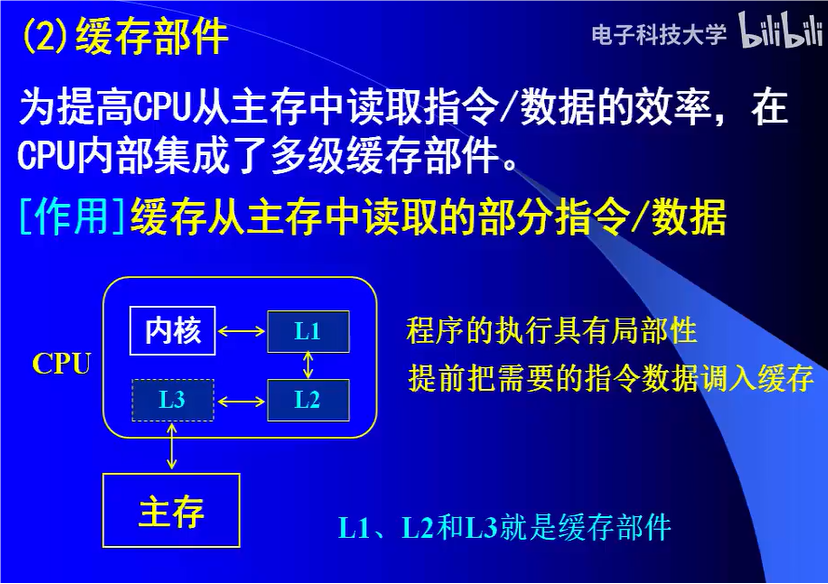 (2)缓存部件
电子科技大学 bilibili
为提高CPU从主存中读取指令/数据的效率，在
CPU内部集成了多级缓存部件。
[作用]缓存从主存中读取的部分指令/数据
内核
L1
程序的执行具有局部性
CPU
提前把需要的指令数据调入缓存
L3
L2
主存
L1、L2和L3就是缓存部件